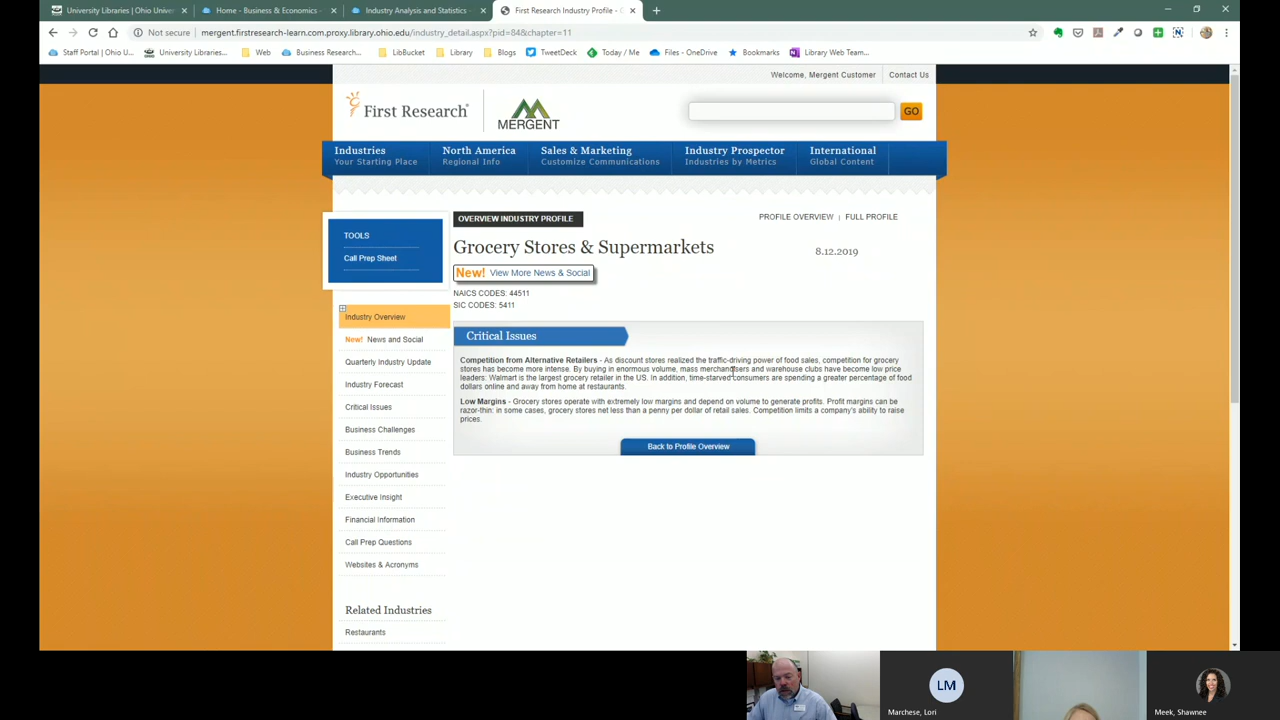 University Libraries | Ohio Univer
Home - Business & Economics -
Industry Analysis and Statistics -
First Research Industry Profile - G
Not secure | mergent.firstresearch-learn.com.proxy.library.ohio.edu/industry_detail.aspx?pid=84&chapter=11
Staff Portal | Ohio U...
University Libraries...
Web
Business Research...
LibBucket
Library
Blogs
TweetDeck
Today / Me
Files - OneDrive
Bookmarks
Library Web Team...
Welcome, Mergent Customer
Contact Us
First Research
MERGENT
GO
Industries
Your Starting Place
North America
Regional Info
Sales & Marketing
Customize Communications
Industry Prospector
Industries by Metrics
International
Global Content
TOOLS
Call Prep Sheet
OVERVIEW INDUSTRY PROFILE
PROFILE OVERVIEW | FULL PROFILE
Grocery Stores & Supermarkets
8.12.2019
New! View More News & Social
NAICS CODES: 44511
SIC CODES: 5411
Industry Overview
New! News and Social
Quarterly Industry Update
Industry Forecast
Critical Issues
Business Challenges
Business Trends
Industry Opportunities
Executive Insight
Financial Information
Call Prep Questions
Websites & Acronyms
Related Industries
Restaurants
Critical Issues
Competition from Alternative Retailers - As discount stores realized the traffic-driving power of food sales, competition for grocery
stores has become more intense. By buying in enormous volume, mass merchandisers and warehouse clubs have become low price
leaders: Walmart is the largest grocery retailer in the US. In addition, time-starved consumers are spending a greater percentage of food
dollars online and away from home at restaurants.
Low Margins - Grocery stores operate with extremely low margins and depend on volume to generate profits. Profit margins can be
razor-thin: in some cases, grocery stores net less than a penny per dollar of retail sales. Competition limits a company's ability to raise
prices.
Back to Profile Overview
LM
Marchese, Lori
Meek, Shawnee